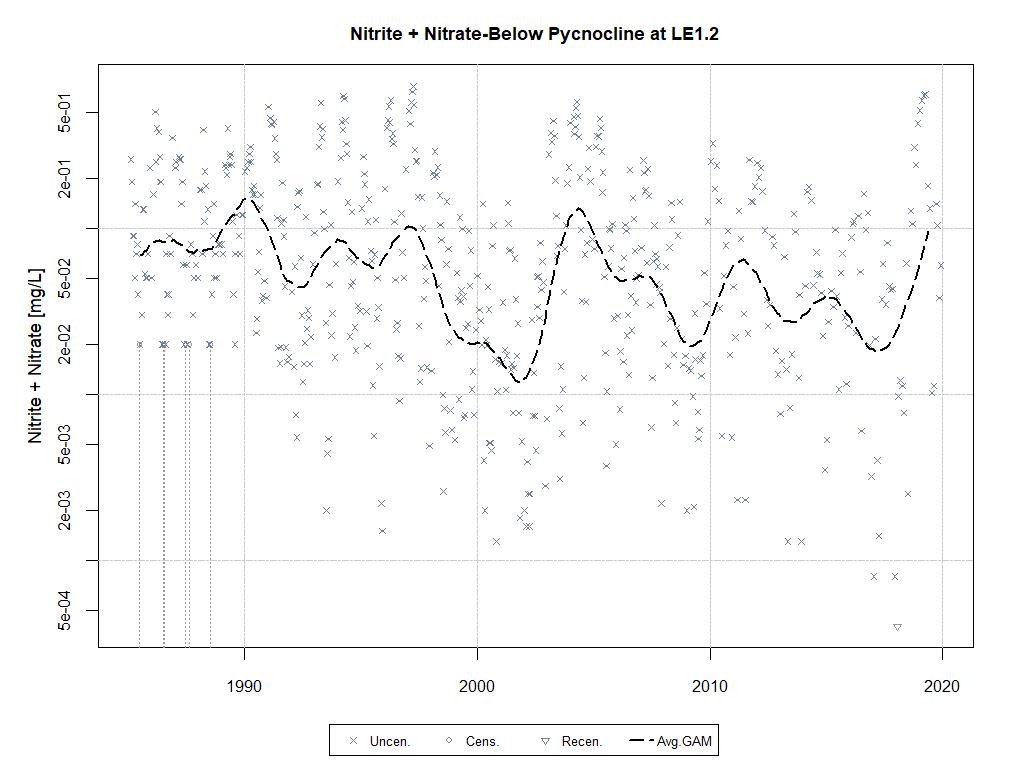 Nitrite + Nitrate-Below Pycnocline at LE1.2
Nitrite + Nitrate [mg/L]
5e-01
2e-01
5e-02
2e-02
5e-03
2e-03
5e-04
1990
2000
2010
2020
Uncen.
Cens.
Recen.
Avg.GAM